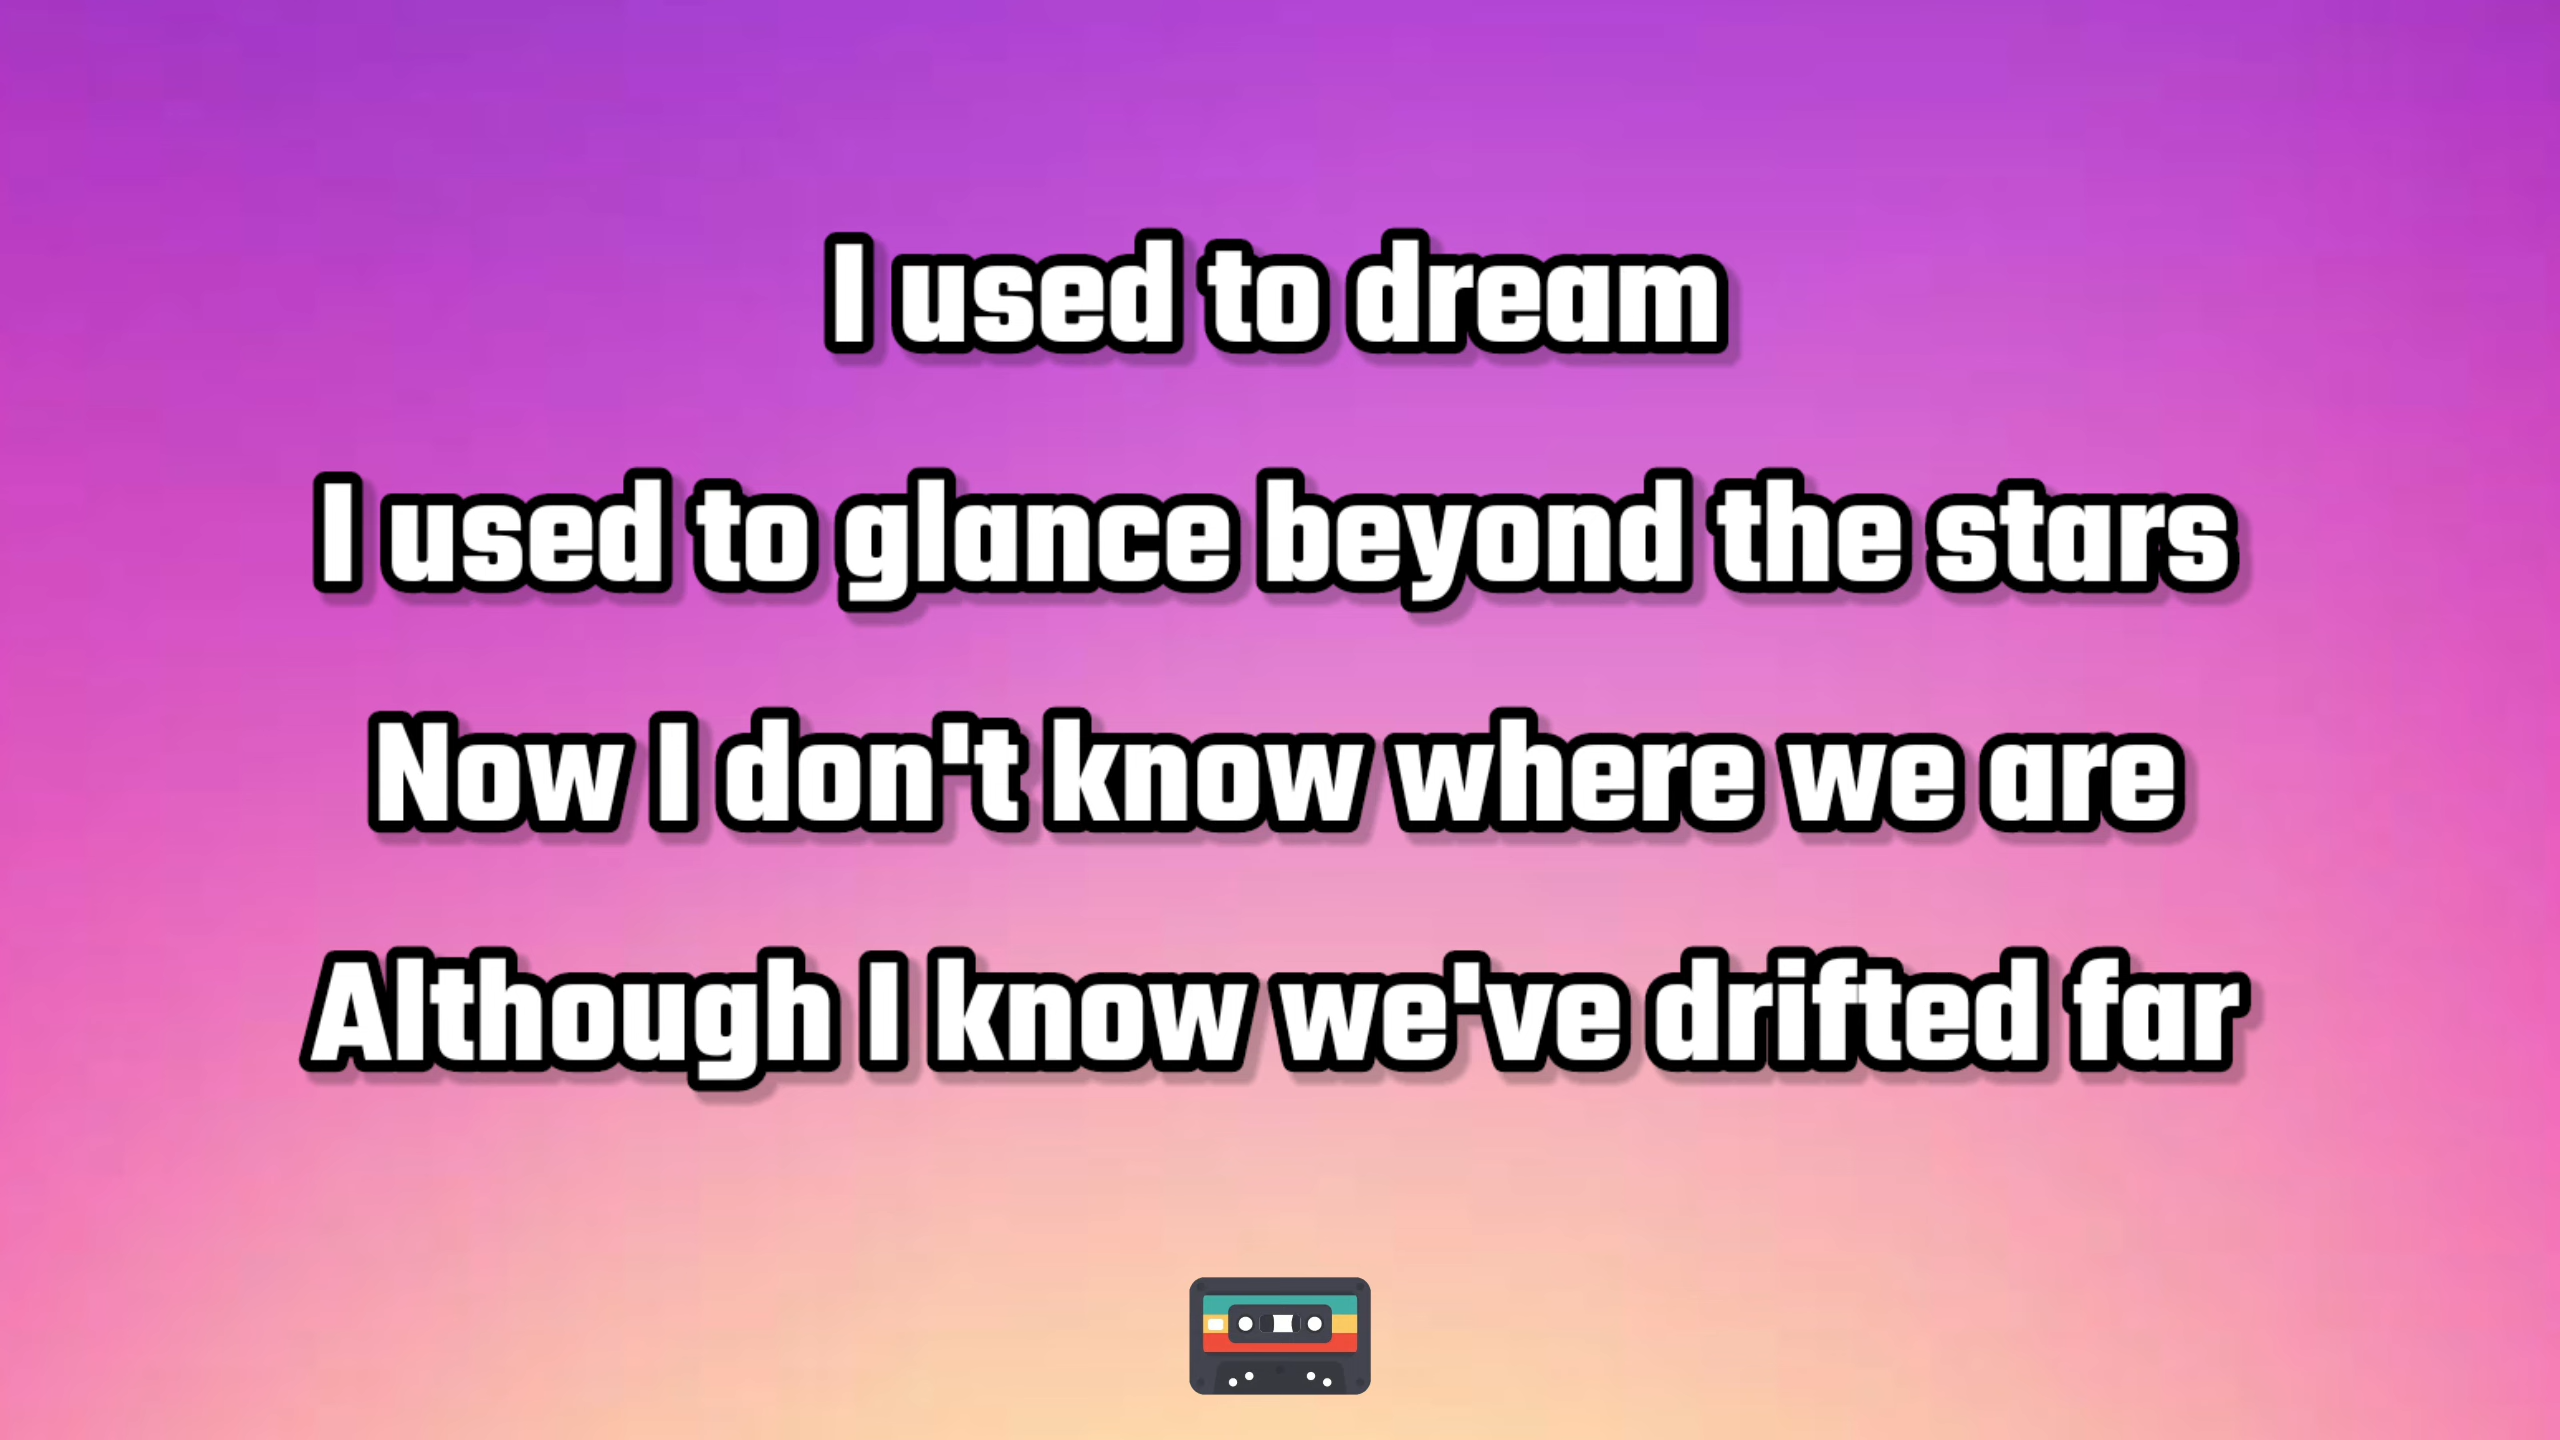 I used to dream
I used to glance beyond the stars
Now I don't know where we are
Although I know we've drifted far